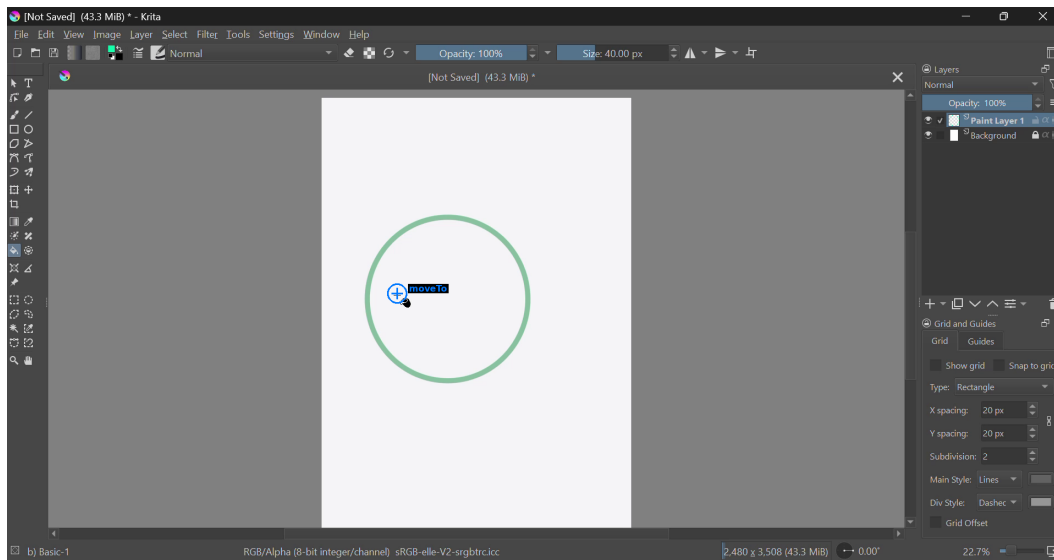 [Not Saved] (43.3 MiB) * - Krita
File Edit View Image Layer Select Filter Tools Settings Window Help
Normal
Opacity: 100%
Size: 40.00 px
[Not Saved] (43.3 MiB) *
moveTo
Layers
Normal
Opacity: 100%
Paint Layer 1
Background
Grid and Guides
Grid Guides
Show grid Snap to grid
Type: Rectangle
X spacing: 20 px
Y spacing: 20 px
Subdivision: 2
Main Style: Lines
Div Style: Dashec
Grid Offset
b) Basic-1
RGB/Alpha (8-bit integer/channel) sRGB-elle-V2-srgbtrc.icc
2,480 x 3,508 (43.3 MiB)
0.00°
22.7%